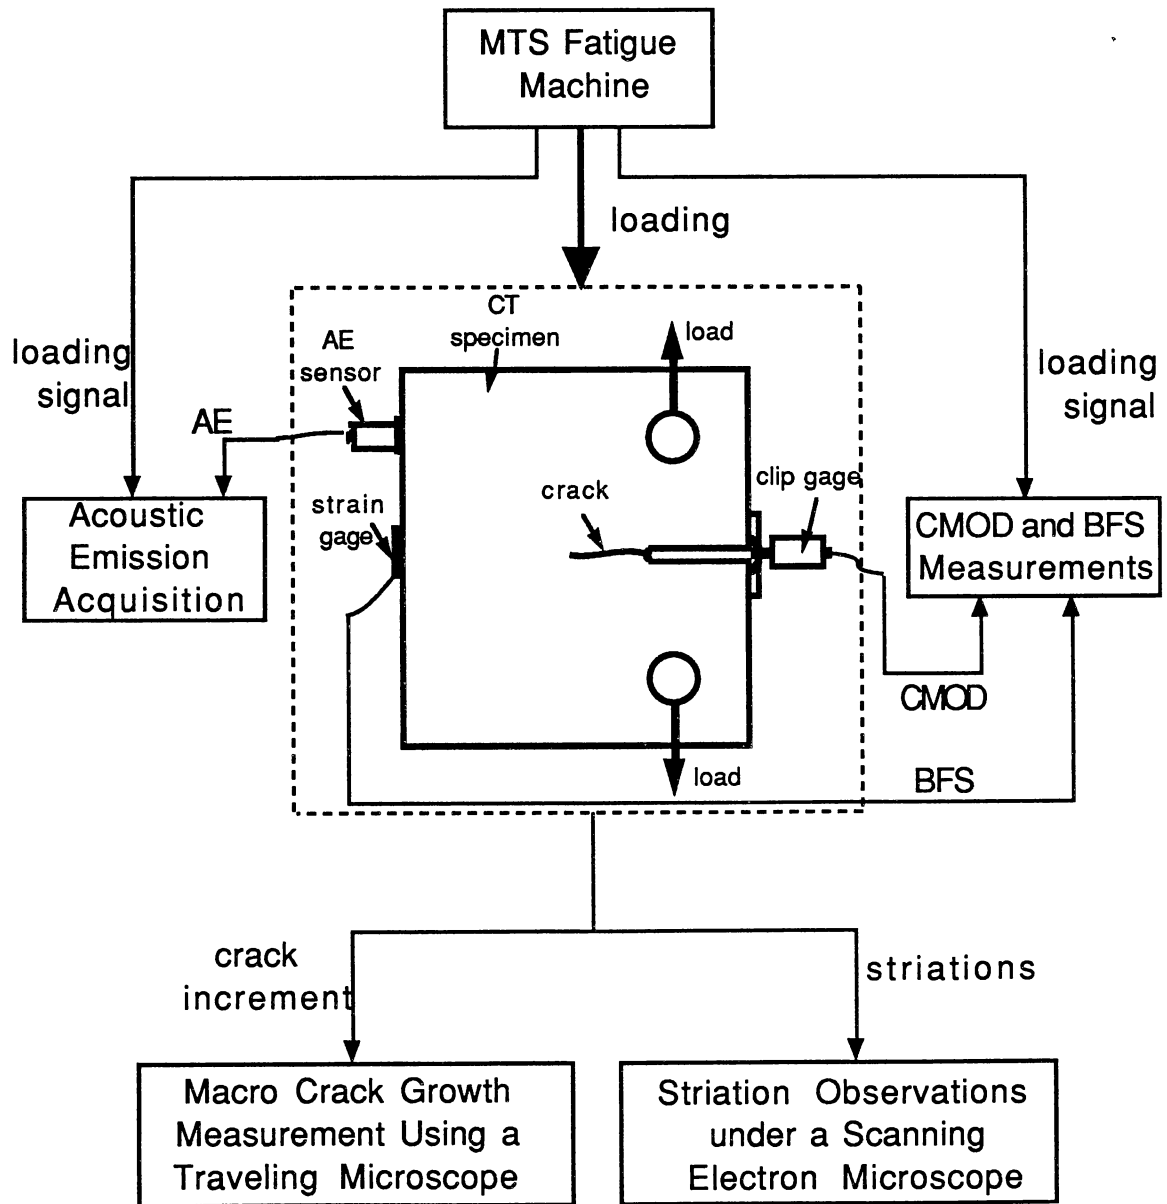 MTS Fatigue
Machine
loading
loading
signal
loading
signal
CT
specimen
AE
sensor
load
AE
clip gage
crack
strain
gage
Acoustic
Emission
Acquisition
CMOD and BFS
Measurements
CMOD
load
BFS
crack
increment
striations
Macro Crack Growth
Measurement Using a
Traveling Microscope
Striation Observations
under a Scanning
Electron Microscope